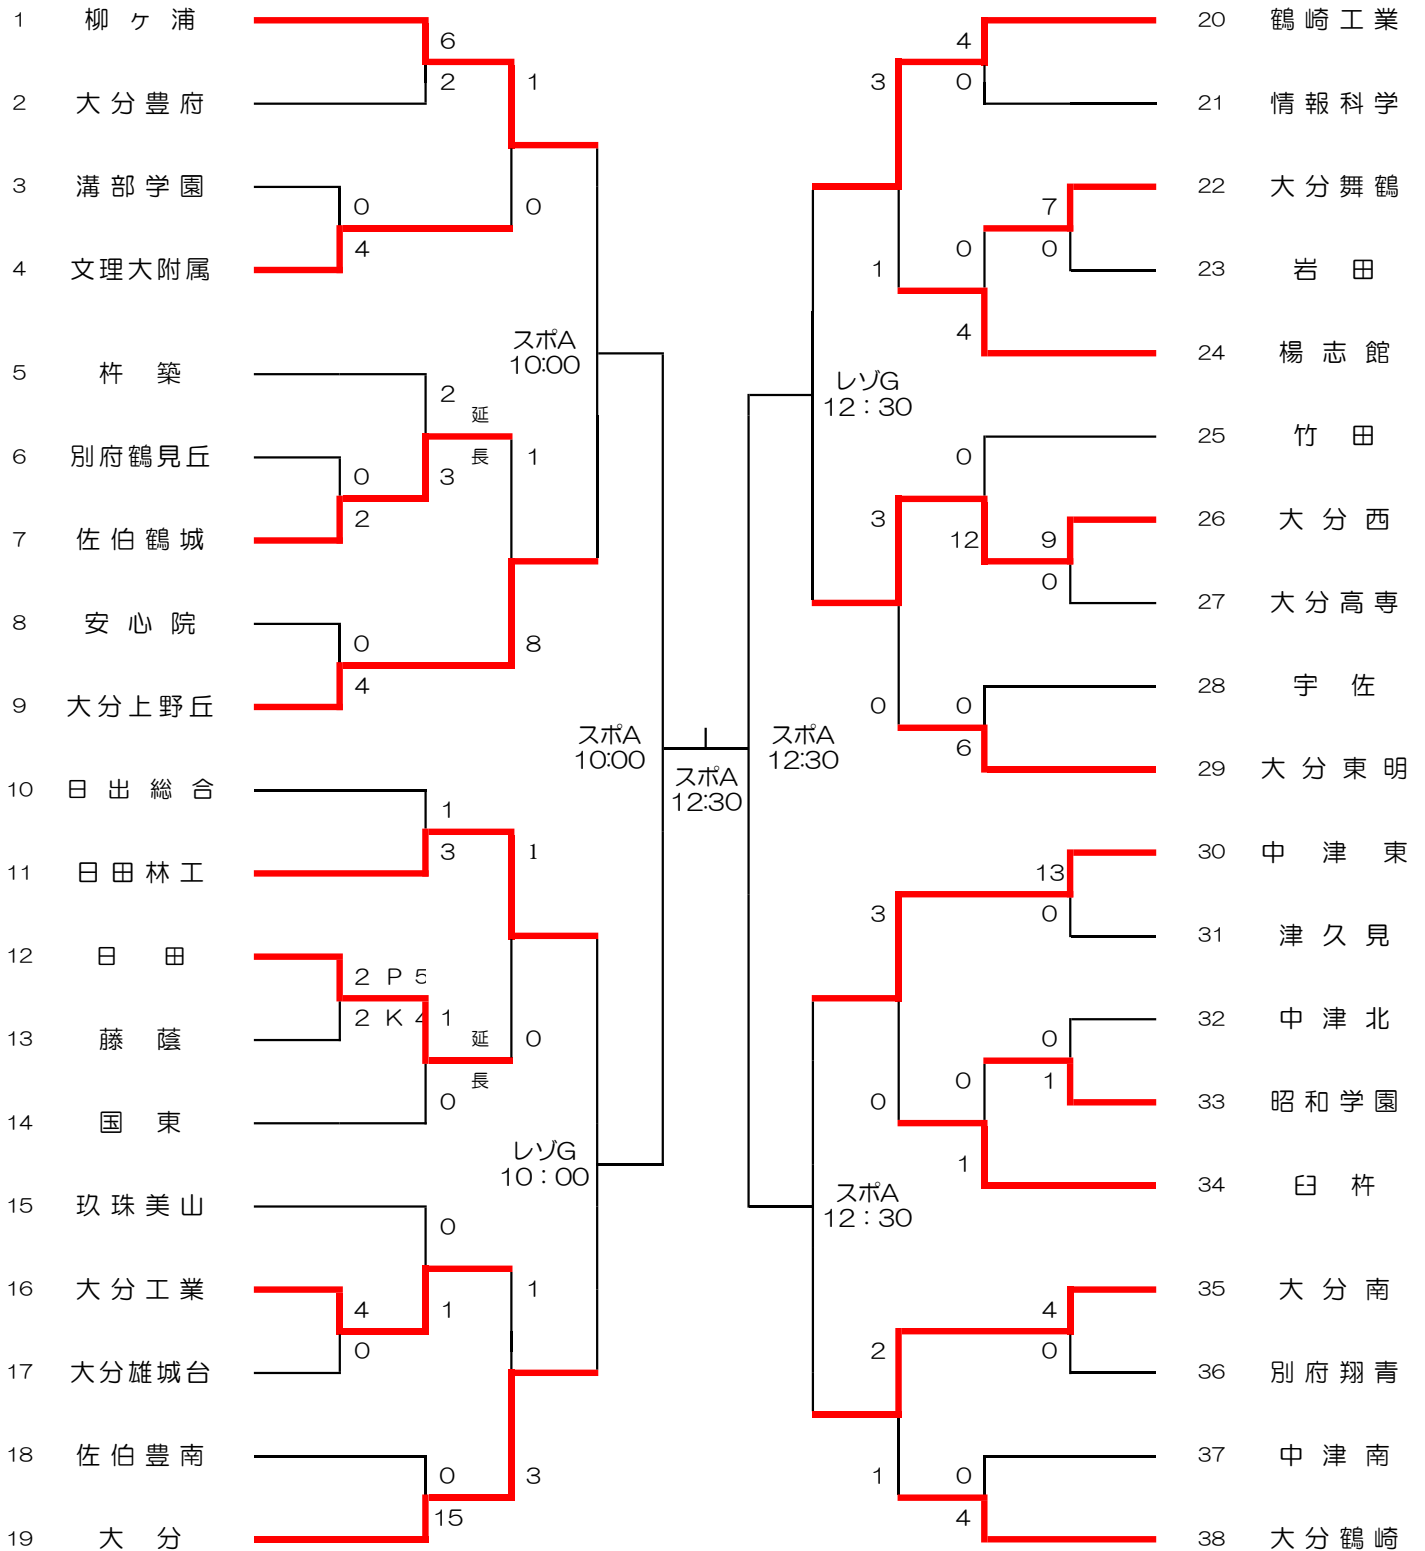 1 柳ヶ浦
6
2
2 大分豊府
1
3 溝部学園
0
4
4 文理大附属
0
スポA
10:00
5 杵築
2
延
長
3
6 別府鶴見丘
0
2
7 佐伯鶴城
1
8 安心院
0
4
9 大分上野丘
8
スポA
10:00
10 日出総合
1
3
11 日田林工
1
12 日田
2 P 5
2 K 4
13 藤蔭
1
延
長
0
14 国東
0
レゾG
10：00
15 玖珠美山
0
1
16 大分工業
4
0
17 大分雄城台
1
18 佐伯豊南
0
15
19 大分
3
スポA
12:30
20 鶴崎工業
4
0
21 情報科学
3
22 大分舞鶴
7
0
23 岩田
0
4
24 楊志館
1
レゾG
12：30
25 竹田
0
12
26 大分西
9
0
27 大分高専
3
28 宇佐
0
6
29 大分東明
0
スポA
12:30
30 中津東
13
0
31 津久見
3
32 中津北
0
1
33 昭和学園
0
1
34 臼杵
0
スポA
12：30
35 大分南
4
0
36 別府翔青
2
37 中津南
0
4
38 大分鶴崎
1